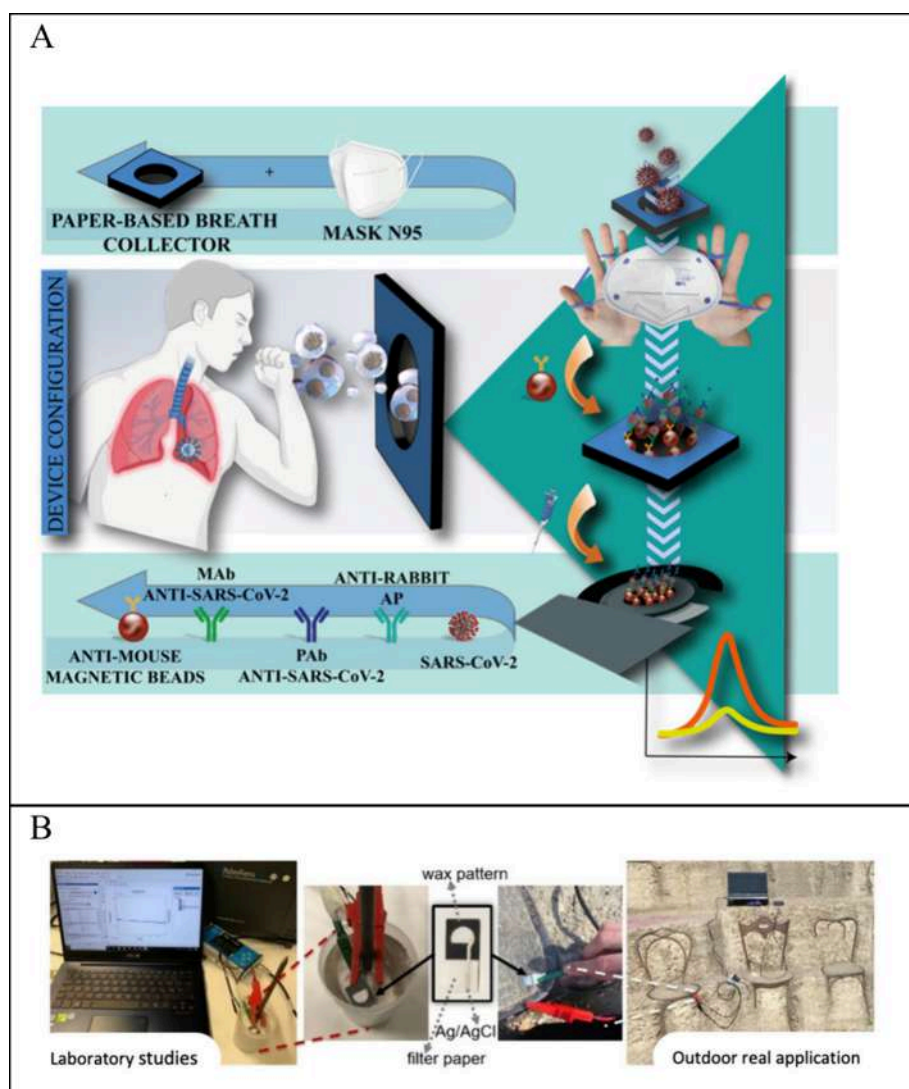 A
PAPER-BASED BREATH
COLLECTOR
+
MASK N95
DEVICE CONFIGURATION
MAb
ANTI-SARS-CoV-2
ANTI-RABBIT
AP
ANTI-MOUSE
MAGNETIC BEADS
PAb
ANTI-SARS-CoV-2
SARS-CoV-2
B
wax pattern
Ag/AgCl
filter paper
Laboratory studies
Outdoor real application